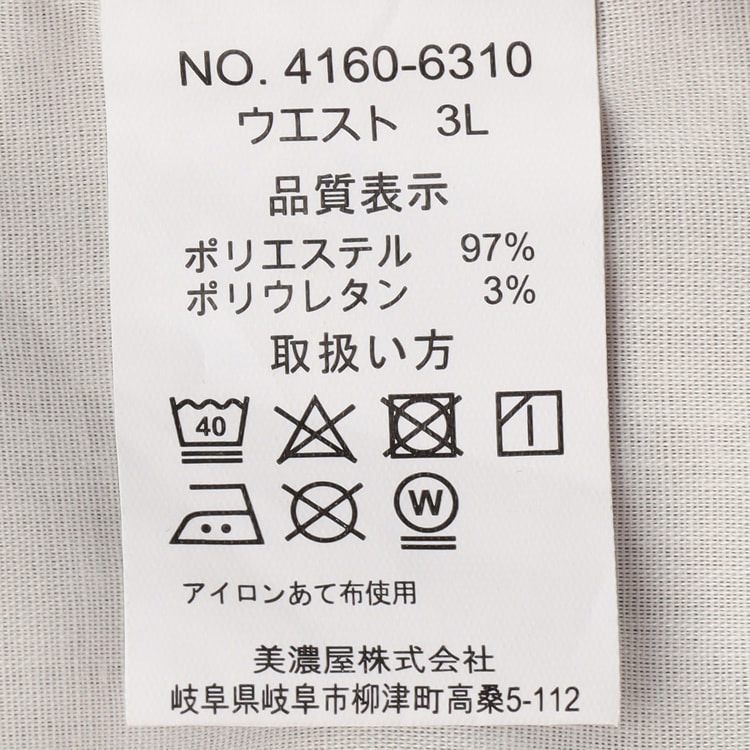 NO. 4160-6310
ウエスト 3L
品質表示
ポリエステル 97%
ポリウレタン 3%
取扱い方
40
W
アイロンあて布使用
美濃屋株式会社
岐阜県岐阜市柳津町高桑5-112